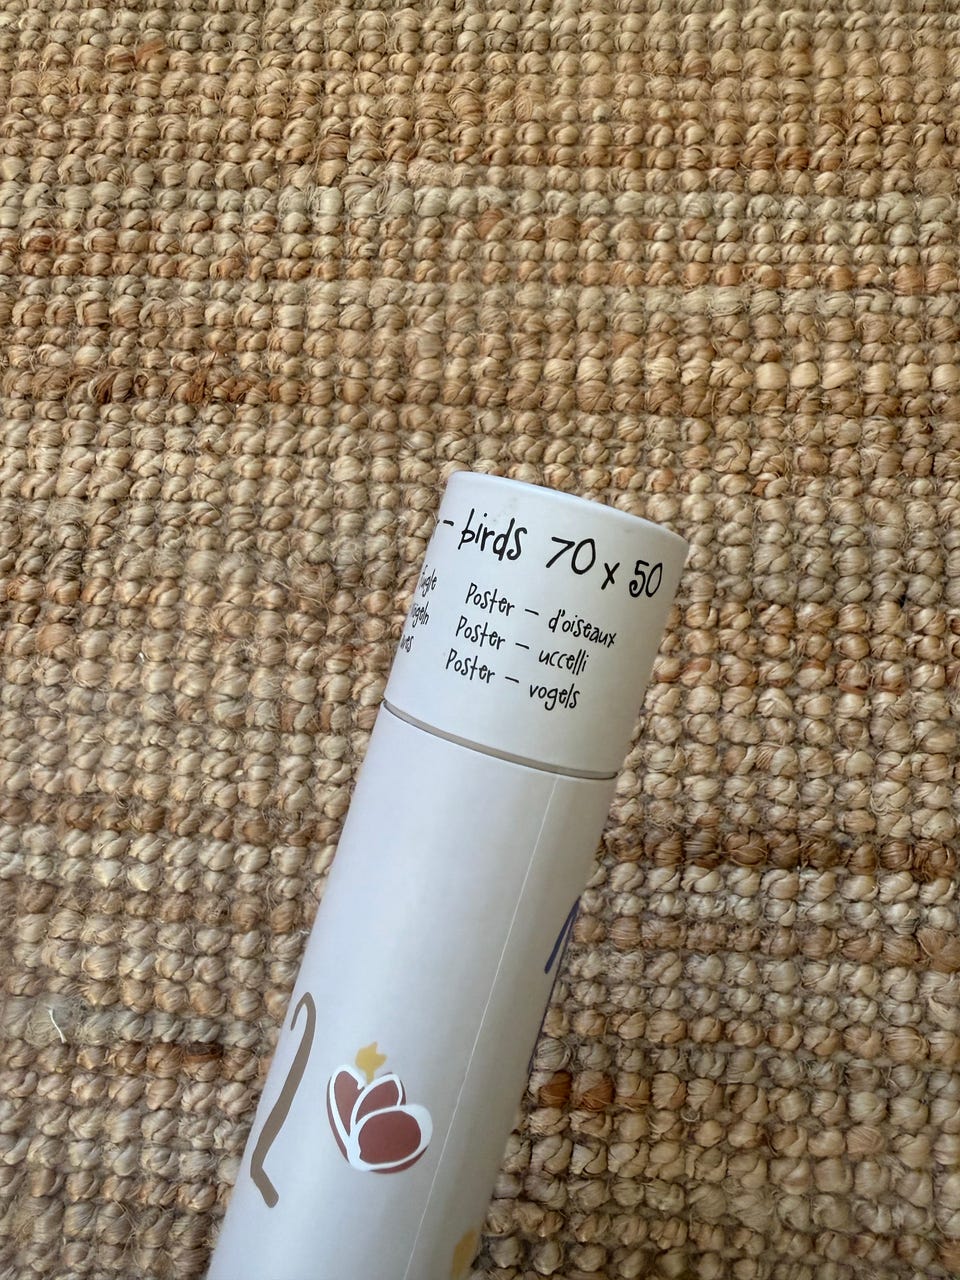 – birds 70 x 50
Poster – d'oiseaux
Poster – uccelli
Poster – vogels